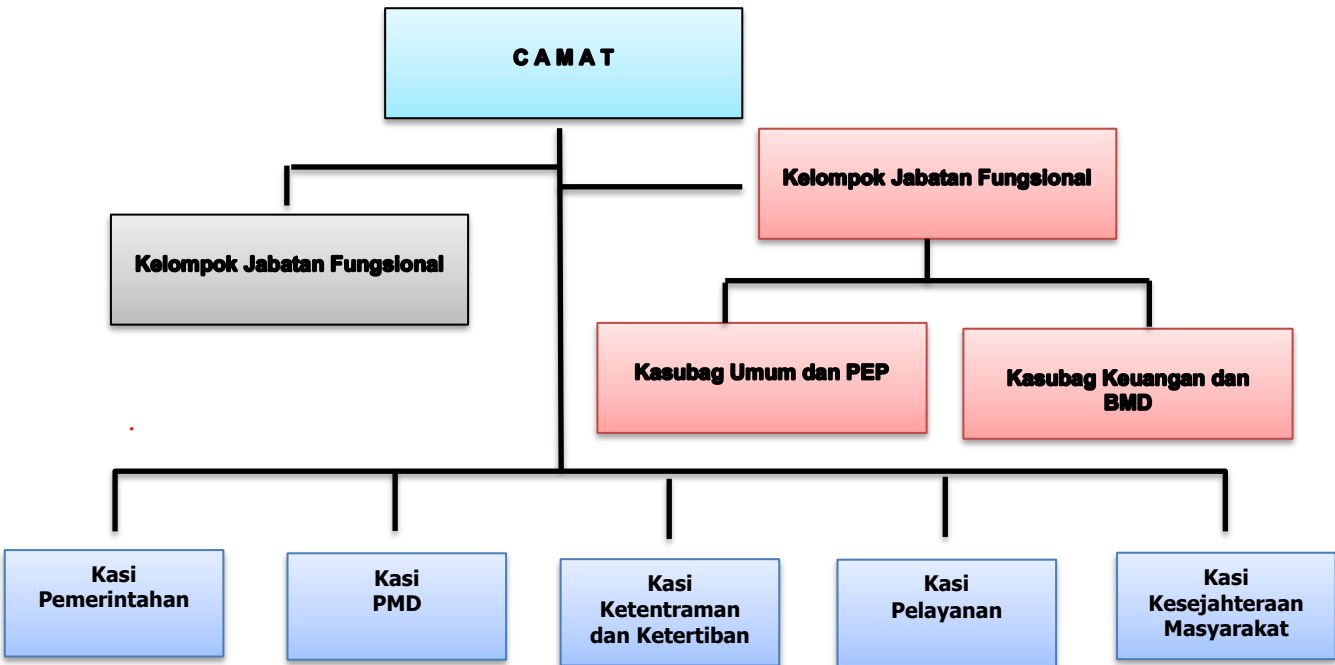 C A M A T
Kelompok Jabatan Fungsional
Kelompok Jabatan Fungsional
Kasubag Umum dan PEP
Kasubag Keuangan dan
BMD
Kasi
Pemerintahan
Kasi
PMD
Kasi
Ketentraman
dan Ketertiban
Kasi
Pelayanan
Kasi
Kesejahteraan
Masyarakat